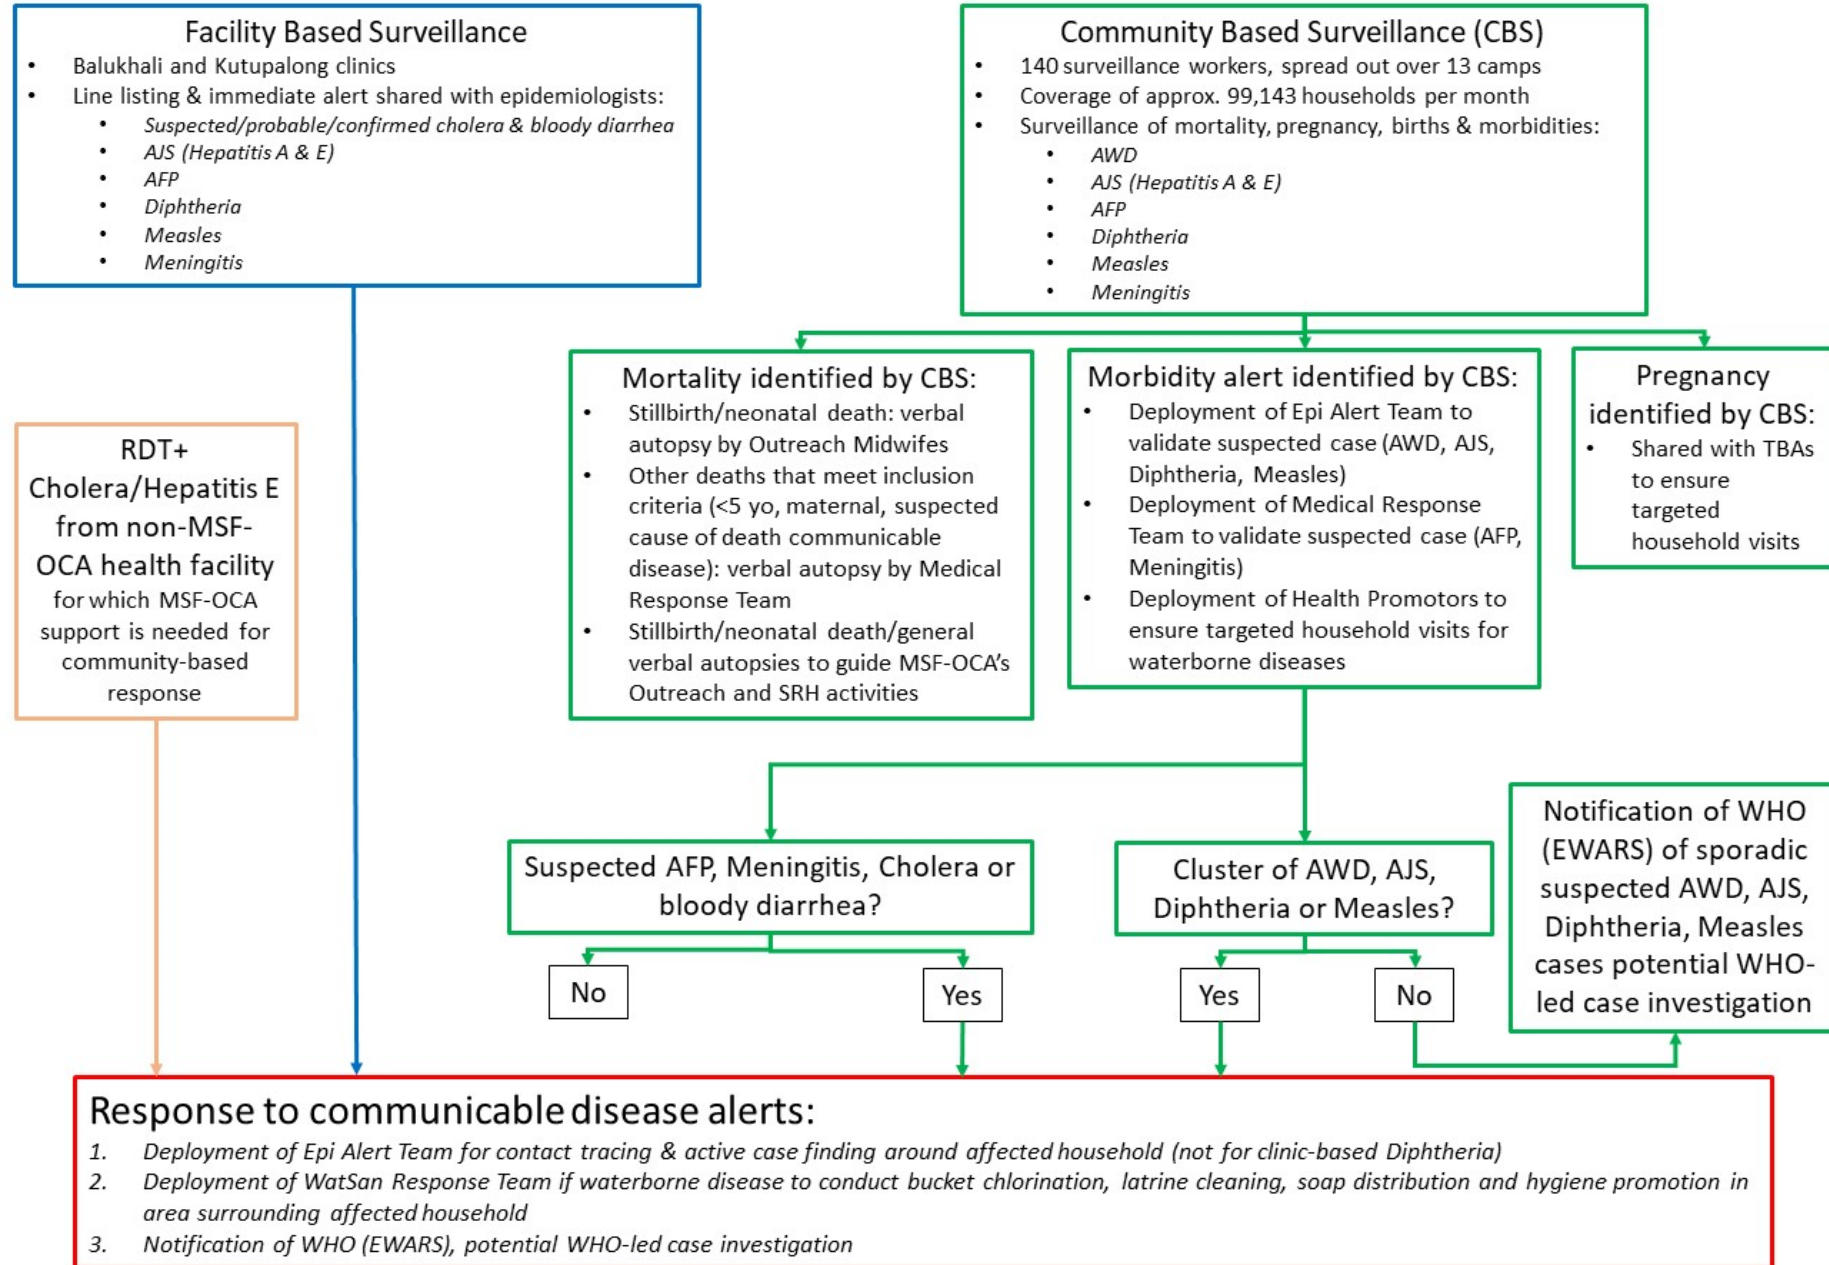 Facility Based Surveillance
• Balukhali and Kutupalong clinics
• Line listing & immediate alert shared with epidemiologists:
• Suspected/probable/confirmed cholera & bloody diarrhea
• AJS (Hepatitis A & E)
• AFP
• Diphtheria
• Measles
• Meningitis
Community Based Surveillance (CBS)
• 140 surveillance workers, spread out over 13 camps
• Coverage of approx. 99,143 households per month
• Surveillance of mortality, pregnancy, births & morbidities:
• AWD
• AJS (Hepatitis A & E)
• AFP
• Diphtheria
• Measles
• Meningitis
RDT+
Cholera/Hepatitis E
from non-MSF-
OCA health facility
for which MSF-OCA
support is needed for
community-based
response
Mortality identified by CBS:
• Stillbirth/neonatal death: verbal
autopsy by Outreach Midwifes
• Other deaths that meet inclusion
criteria (<5 yo, maternal, suspected
cause of death communicable
disease): verbal autopsy by Medical
Response Team
• Stillbirth/neonatal death/general
verbal autopsies to guide MSF-OCA’s
Outreach and SRH activities
Morbidity alert identified by CBS:
• Deployment of Epi Alert Team to
validate suspected case (AWD, AJS,
Diphtheria, Measles)
• Deployment of Medical Response
Team to validate suspected case (AFP,
Meningitis)
• Deployment of Health Promotors to
ensure targeted household visits for
waterborne diseases
Pregnancy
identified by CBS:
• Shared with TBAs
to ensure
targeted
household visits
Suspected AFP, Meningitis, Cholera or
bloody diarrhea?
No
Yes
Cluster of AWD, AJS,
Diphtheria or Measles?
Yes
No
Notification of WHO
(EWARS) of sporadic
suspected AWD, AJS,
Diphtheria, Measles
cases potential WHO-
led case investigation
Response to communicable disease alerts:
1. Deployment of Epi Alert Team for contact tracing & active case finding around affected household (not for clinic-based Diphtheria)
2. Deployment of WatSan Response Team if waterborne disease to conduct bucket chlorination, latrine cleaning, soap distribution and hygiene promotion in
area surrounding affected household
3. Notification of WHO (EWARS), potential WHO-led case investigation